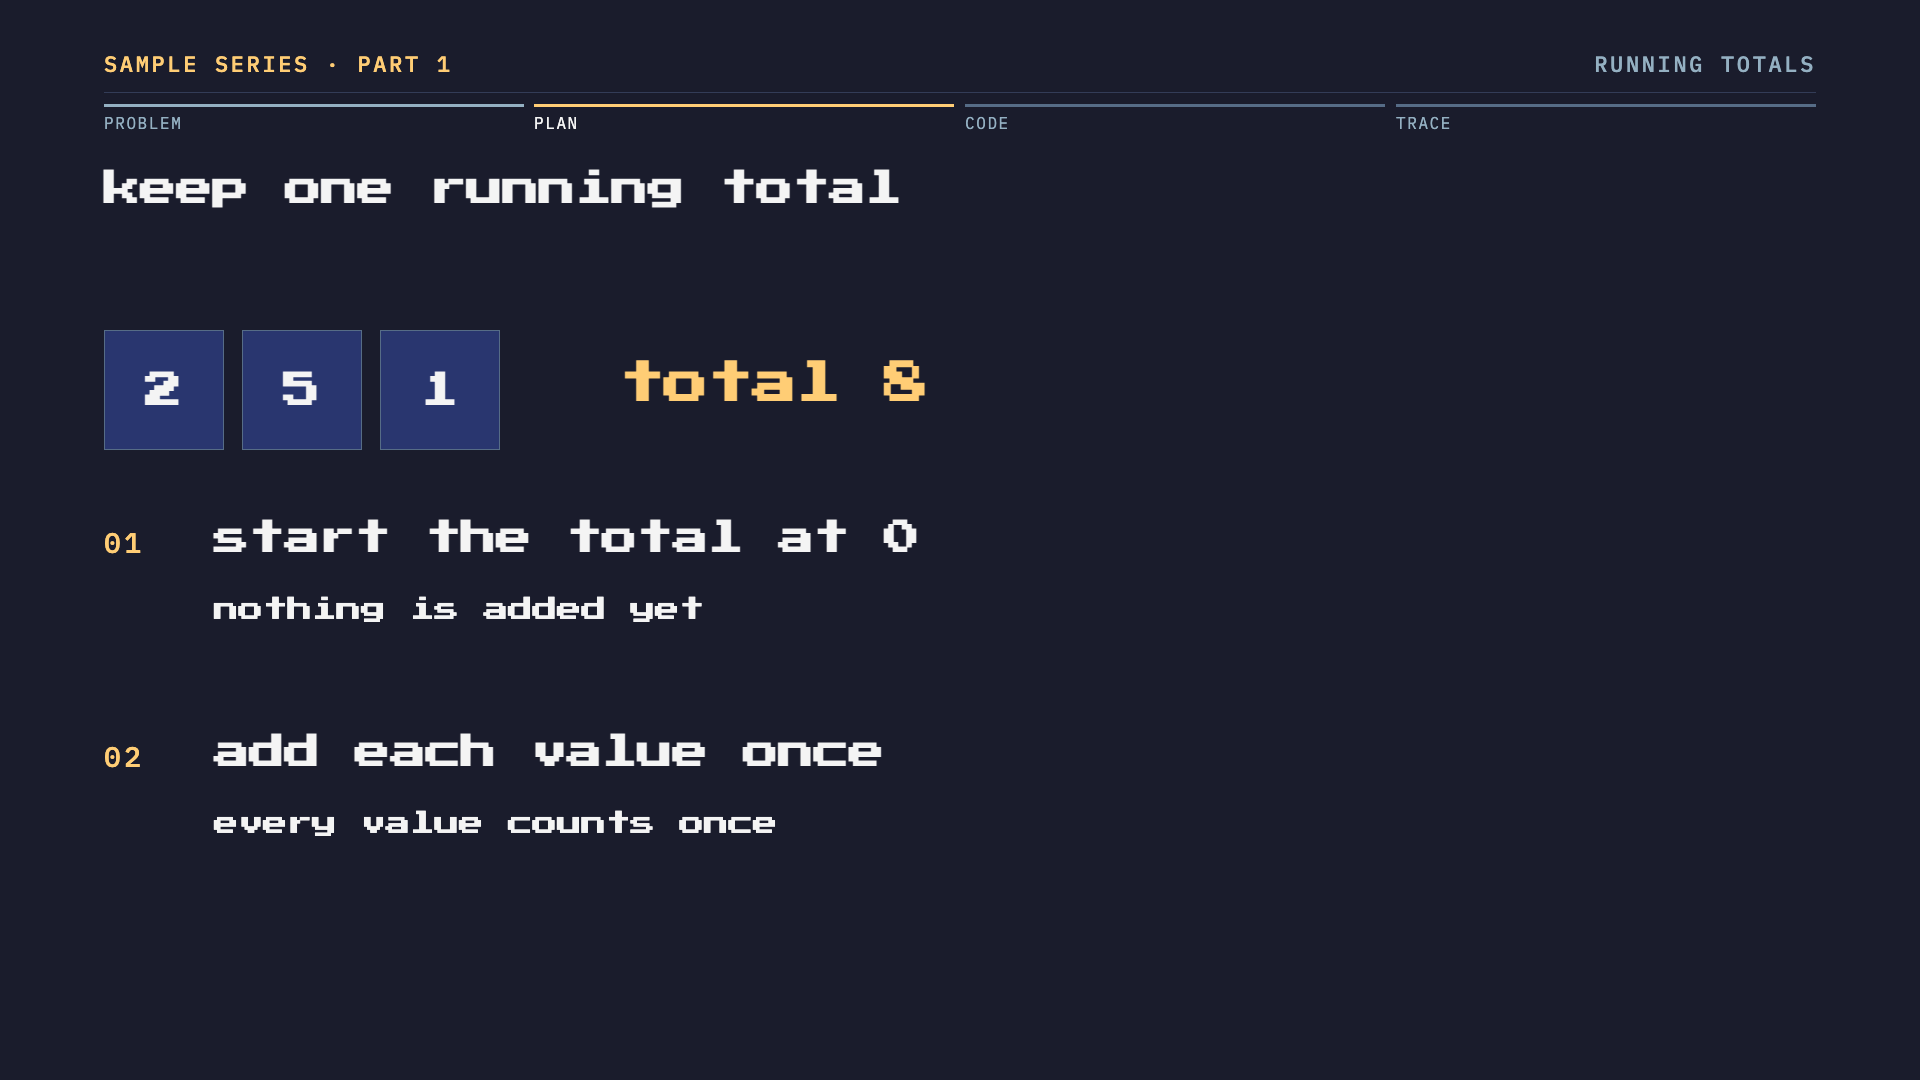 SAMPLE SERIES · PART 1
RUNNING TOTALS
PROBLEM
PLAN
CODE
TRACE
keep one running total
2 5 1
total 8
start the total at 0
01
nothing is added yet
02
add each value once
every value counts once